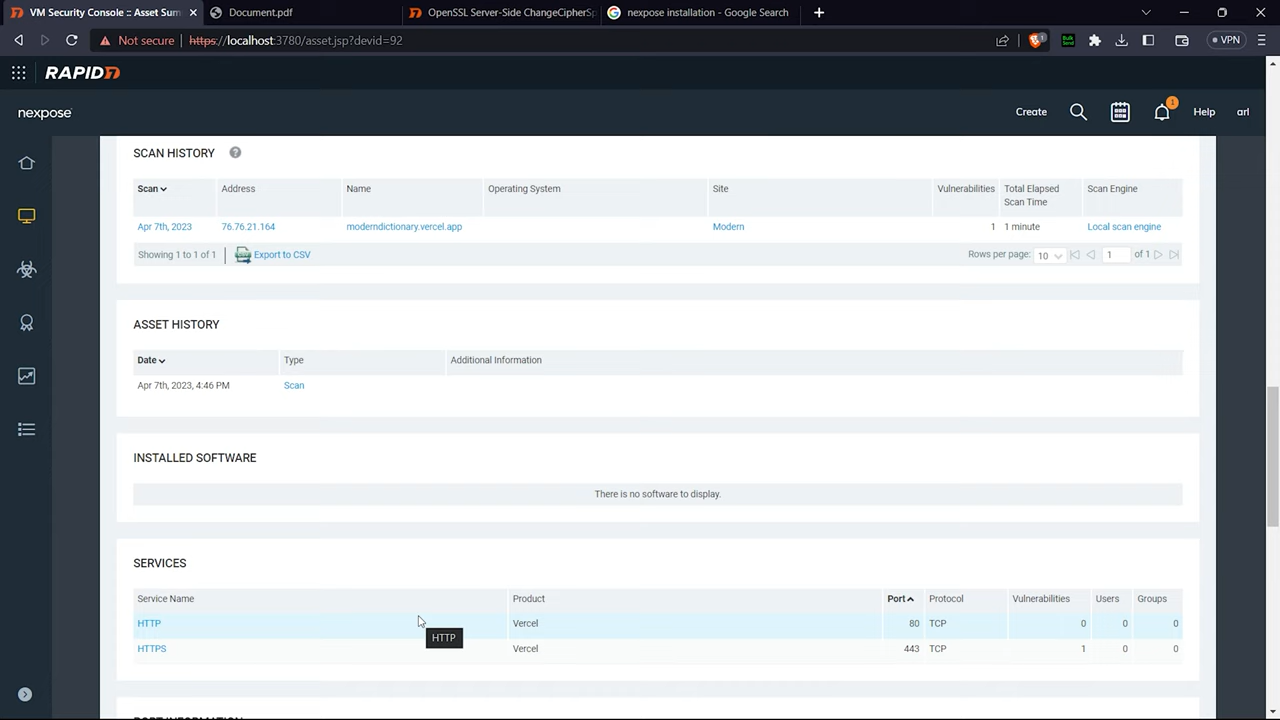 VM Security Console :: Asset Sum
Document.pdf
OpenSSL Server-Side ChangeCipherSp
nexpose installation - Google Search
Not secure https://localhost:3780/asset.jsp?devid=92
1
Bulk Send
VPN
RAPID7
nexpose
Create
1
Help
arl
SCAN HISTORY ?
Scan Address Name Operating System Site Vulnerabilities Total Elapsed Scan Time Scan Engine
Apr 7th, 2023 76.76.21.164 moderndictionary.vercel.app Modern 1 1 minute Local scan engine
Showing 1 to 1 of 1 Export to CSV Rows per page: 10 1 of 1
ASSET HISTORY
Date Type Additional Information
Apr 7th, 2023, 4:46 PM Scan
INSTALLED SOFTWARE
There is no software to display.
SERVICES
Service Name Product Port Protocol Vulnerabilities Users Groups
HTTP Vercel 80 TCP 0 0 0
HTTP
HTTPS Vercel 443 TCP 1 0 0
PORT INFORMATION